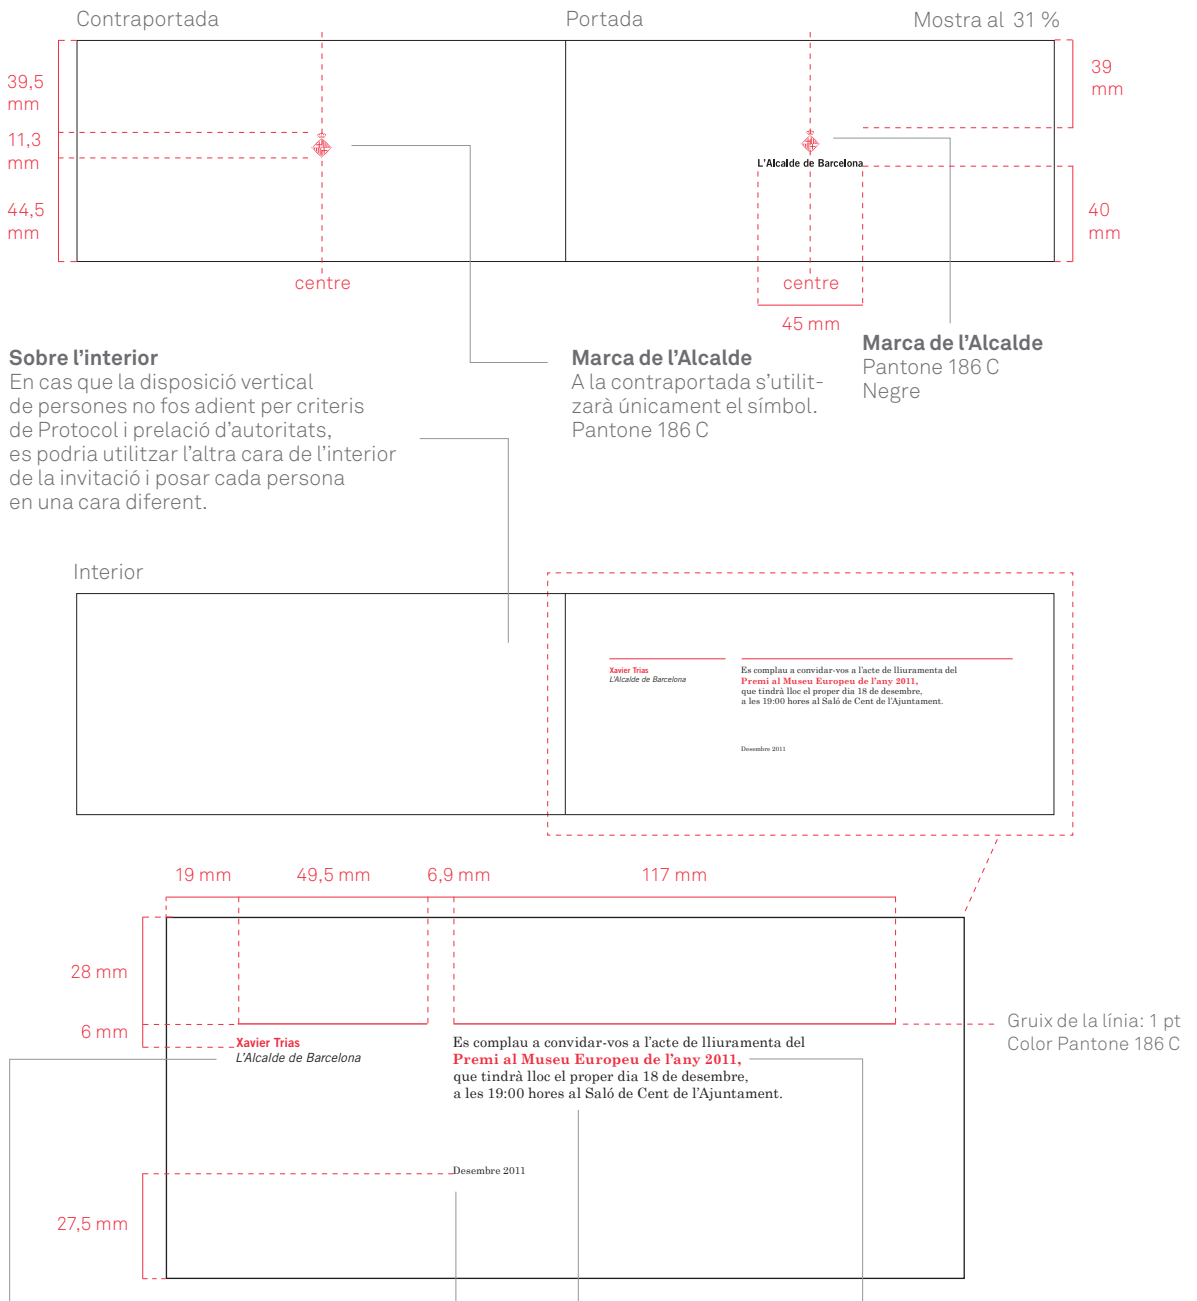 Contraportada
Portada
Mostra al 31 %
39,5
mm
11,3
mm
44,5
mm
39
mm
L'Alcalde de Barcelona
40
mm
centre
centre
45 mm
Sobre l’interior
En cas que la disposició vertical
de persones no fos adient per criteris
de Protocol i prelació d’autoritats,
es podria utilitzar l’altra cara de l’interior
de la invitació i posar cada persona
en una cara diferent.
Marca de l’Alcalde
A la contraportada s’utilit-
zarà únicament el símbol.
Pantone 186 C
Marca de l’Alcalde
Pantone 186 C
Negre
Interior
Xavier Trias
L'Alcalde de Barcelona
Es complau a convidar-vos a l’acte de lliuramenta del
Premi al Museu Europeu de l’any 2011,
que tindrà lloc el proper dia 18 de desembre,
a les 19:00 hores al Saló de Cent de l’Ajuntament.
Desembre 2011
19 mm
49,5 mm
6,9 mm
117 mm
28 mm
6 mm
Xavier Trias
L'Alcalde de Barcelona
Es complau a convidar-vos a l’acte de lliuramenta del
Premi al Museu Europeu de l’any 2011,
que tindrà lloc el proper dia 18 de desembre,
a les 19:00 hores al Saló de Cent de l’Ajuntament.
Gruix de la línia: 1 pt
Color Pantone 186 C
Desembre 2011
27,5 mm